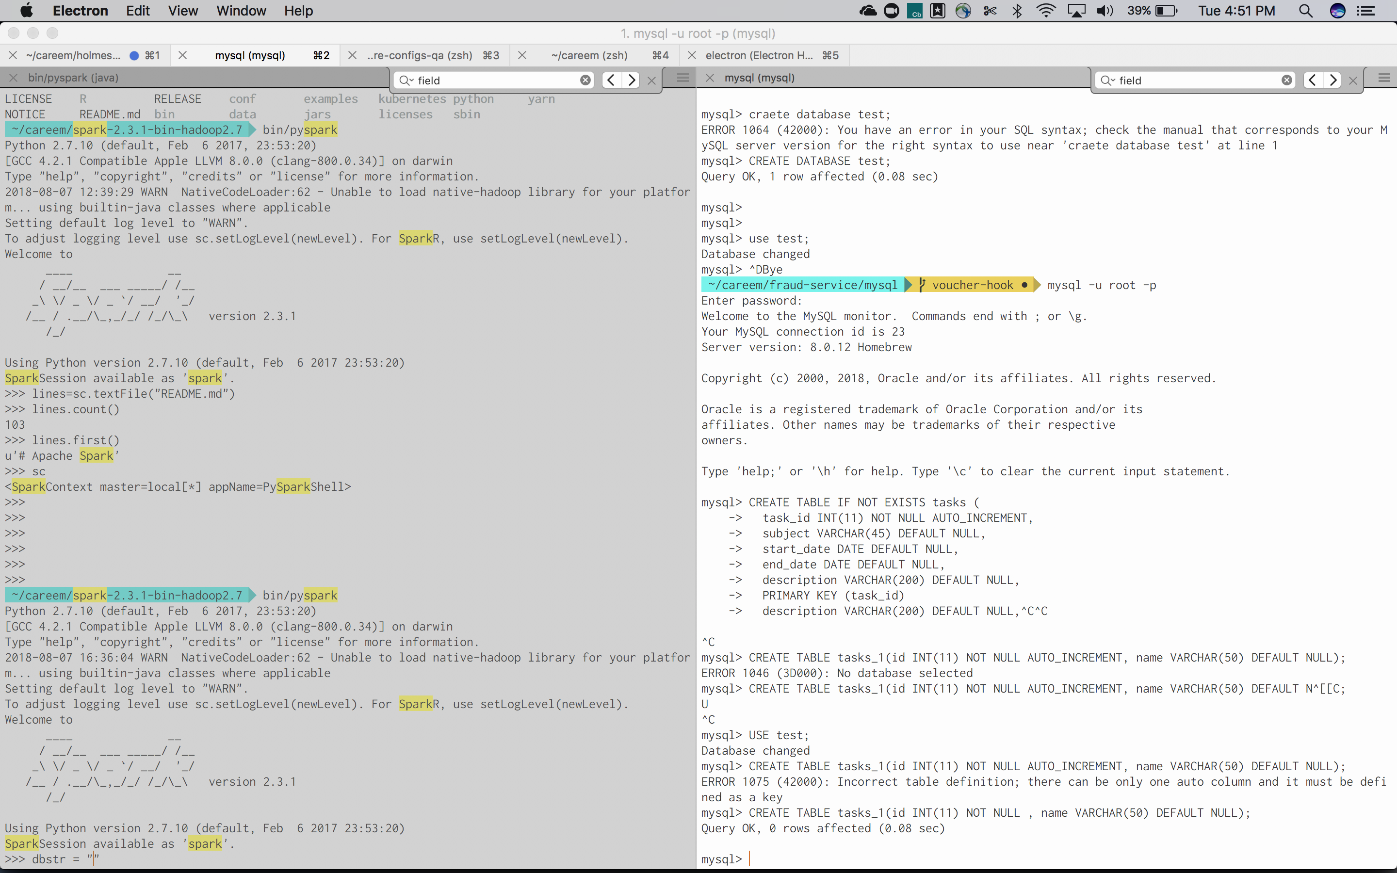 Electron Edit View Window Help 39% Tue 4:51 PM
1. mysql -u root -p (mysql)
~/careem/holmes... ⌘1 mysql (mysql) ⌘2 ..re-configs-qa (zsh) ⌘3 ~/careem (zsh) ⌘4 electron (Electron H... ⌘5
bin/pyspark (java) field
LICENSE R RELEASE conf examples kubernetes python yarn
NOTICE README.md bin data jars licenses sbin
~/careem/spark-2.3.1-bin-hadoop2.7 bin/pyspark
Python 2.7.10 (default, Feb  6 2017, 23:53:20)
[GCC 4.2.1 Compatible Apple LLVM 8.0.0 (clang-800.0.34)] on darwin
Type "help", "copyright", "credits" or "license" for more information.
2018-08-07 12:39:29 WARN  NativeCodeLoader:62 - Unable to load native-hadoop library for your platfor
m... using builtin-java classes where applicable
Setting default log level to "WARN".
To adjust logging level use sc.setLogLevel(newLevel). For SparkR, use setLogLevel(newLevel).
Welcome to
      ____              __
     / __/__  ___ _____/ /__
    _\ \/ _ \/ _ `/ __/  '_/
   /__ / .__/\_,_/_/ /_/\_\   version 2.3.1
      /_/
Using Python version 2.7.10 (default, Feb  6 2017 23:53:20)
SparkSession available as 'spark'.
>>> lines=sc.textFile("README.md")
>>> lines.count()
103
>>> lines.first()
u'# Apache Spark'
>>> sc
<SparkContext master=local[*] appName=PySparkShell>
>>>
>>>
>>>
>>>
>>>
>>>
~/careem/spark-2.3.1-bin-hadoop2.7 bin/pyspark
Python 2.7.10 (default, Feb  6 2017, 23:53:20)
[GCC 4.2.1 Compatible Apple LLVM 8.0.0 (clang-800.0.34)] on darwin
Type "help", "copyright", "credits" or "license" for more information.
2018-08-07 16:36:04 WARN  NativeCodeLoader:62 - Unable to load native-hadoop library for your platfor
m... using builtin-java classes where applicable
Setting default log level to "WARN".
To adjust logging level use sc.setLogLevel(newLevel). For SparkR, use setLogLevel(newLevel).
Welcome to
      ____              __
     / __/__  ___ _____/ /__
    _\ \/ _ \/ _ `/ __/  '_/
   /__ / .__/\_,_/_/ /_/\_\   version 2.3.1
      /_/
Using Python version 2.7.10 (default, Feb  6 2017 23:53:20)
SparkSession available as 'spark'.
>>> dbstr = ""
mysql (mysql) field
mysql> craete database test;
ERROR 1064 (42000): You have an error in your SQL syntax; check the manual that corresponds to your M
ySQL server version for the right syntax to use near 'craete database test' at line 1
mysql> CREATE DATABASE test;
Query OK, 1 row affected (0.08 sec)
mysql>
mysql>
mysql> use test;
Database changed
mysql> ^DBye
~/careem/fraud-service/mysql voucher-hook ● mysql -u root -p
Enter password:
Welcome to the MySQL monitor.  Commands end with ; or \g.
Your MySQL connection id is 23
Server version: 8.0.12 Homebrew
Copyright (c) 2000, 2018, Oracle and/or its affiliates. All rights reserved.
Oracle is a registered trademark of Oracle Corporation and/or its
affiliates. Other names may be trademarks of their respective
owners.
Type 'help;' or '\h' for help. Type '\c' to clear the current input statement.
mysql> CREATE TABLE IF NOT EXISTS tasks (
    ->   task_id INT(11) NOT NULL AUTO_INCREMENT,
    ->   subject VARCHAR(45) DEFAULT NULL,
    ->   start_date DATE DEFAULT NULL,
    ->   end_date DATE DEFAULT NULL,
    ->   description VARCHAR(200) DEFAULT NULL,
    ->   PRIMARY KEY (task_id)
    ->   description VARCHAR(200) DEFAULT NULL,^C^C
^C
mysql> CREATE TABLE tasks_1(id INT(11) NOT NULL AUTO_INCREMENT, name VARCHAR(50) DEFAULT NULL);
ERROR 1046 (3D000): No database selected
mysql> CREATE TABLE tasks_1(id INT(11) NOT NULL AUTO_INCREMENT, name VARCHAR(50) DEFAULT N^[[C;
U
^C
mysql> USE test;
Database changed
mysql> CREATE TABLE tasks_1(id INT(11) NOT NULL AUTO_INCREMENT, name VARCHAR(50) DEFAULT NULL);
ERROR 1075 (42000): Incorrect table definition; there can be only one auto column and it must be defi
ned as a key
mysql> CREATE TABLE tasks_1(id INT(11) NOT NULL , name VARCHAR(50) DEFAULT NULL);
Query OK, 0 rows affected (0.08 sec)
mysql>